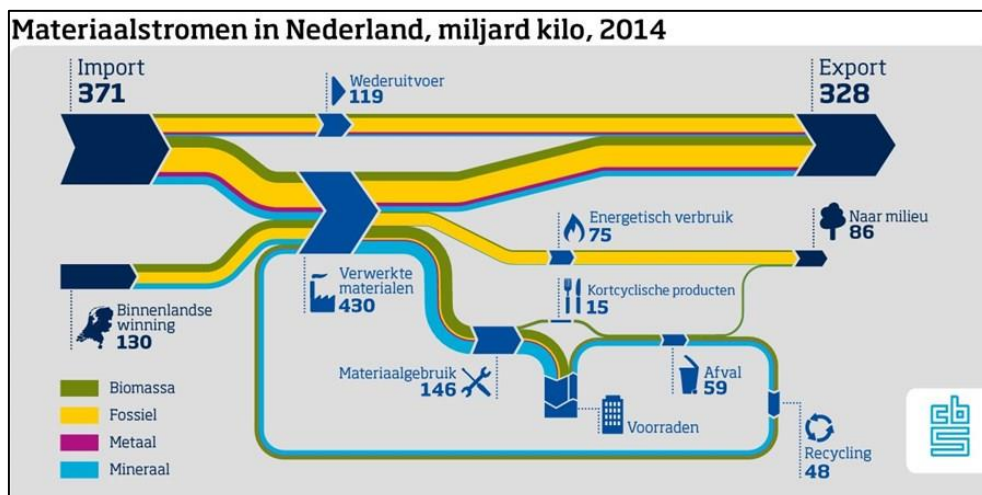 Materiaalstromen in Nederland, miljard kilo, 2014
Import
371
Wederuitvoer
119
Export
328
Energetisch verbruik
75
Naar milieu
86
Verwerkte
materialen
430
Kortcyclische producten
15
Binnenlandse
winning
130
Materiaalgebruik
146
Afval
59
Voorraden
Recycling
48
Biomassa
Fossiel
Metaal
Mineraal
cbs